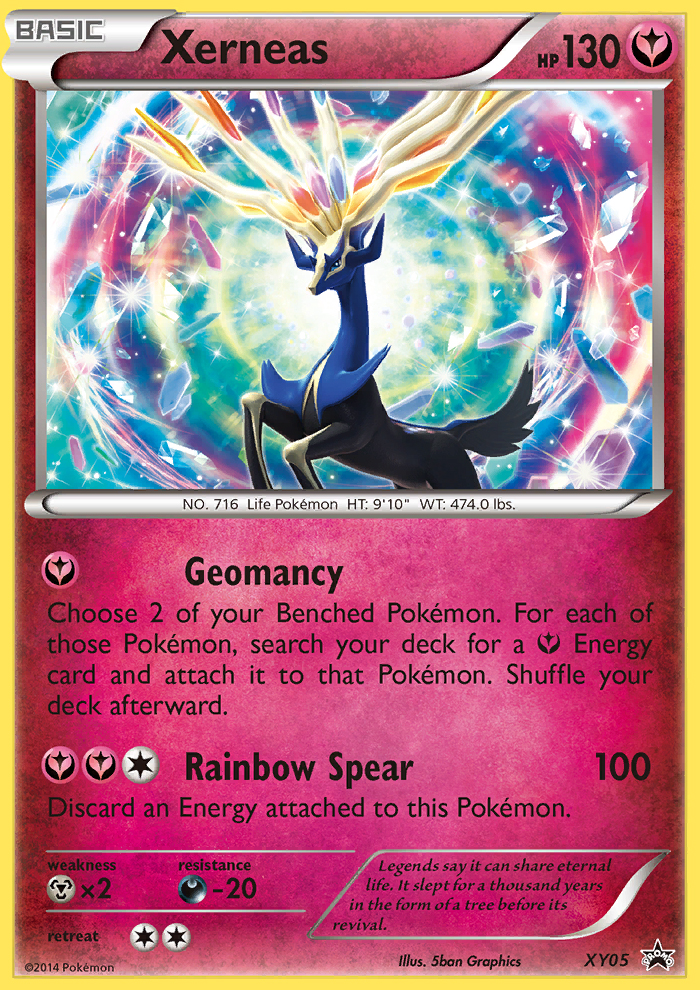 BASIC Xerneas HP 130
NO. 716 Life Pokémon HT: 9'10" WT: 474.0 lbs.
Geomancy
Choose 2 of your Benched Pokémon. For each of
those Pokémon, search your deck for a Energy
card and attach it to that Pokémon. Shuffle your
deck afterward.
Rainbow Spear 100
Discard an Energy attached to this Pokémon.
weakness resistance
×2 -20
retreat
Legends say it can share eternal
life. It slept for a thousand years
in the form of a tree before its
revival.
©2014 Pokémon Illus. 5ban Graphics XY05 PROMO